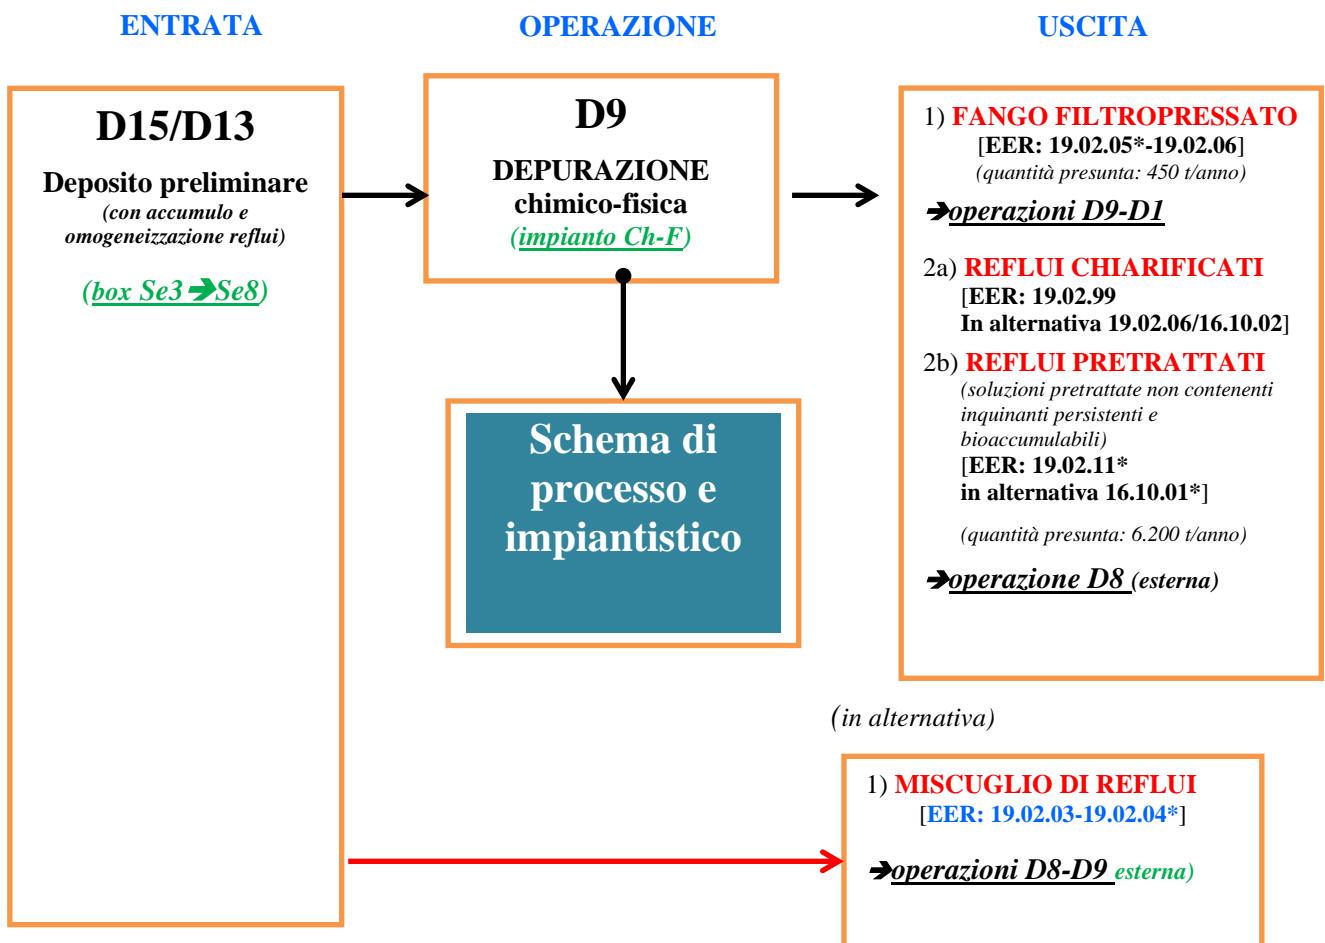 ENTRATA
OPERAZIONE
USCITA
D15/D13
Deposito preliminare
(con accumulo e
omogeneizzazione reflui)
(box Se3 ➔Se8)
D9
DEPURAZIONE
chimico-fisica
(impianto Ch-F)
Schema di
processo e
impiantistico
1) FANGO FILTROPRESSATO
[EER: 19.02.05*-19.02.06]
(quantità presunta: 450 t/anno)
➔operazioni D9-D1
2a) REFLUI CHIARIFICATI
[EER: 19.02.99
In alternativa 19.02.06/16.10.02]
2b) REFLUI PRETRATTATI
(soluzioni pretrattate non contenenti
inquinanti persistenti e
bioaccumulabili)
[EER: 19.02.11*
in alternativa 16.10.01*]
(quantità presunta: 6.200 t/anno)
➔operazione D8 (esterna)
(in alternativa)
1) MISCUGLIO DI REFLUI
[EER: 19.02.03-19.02.04*]
➔operazioni D8-D9 esterna)